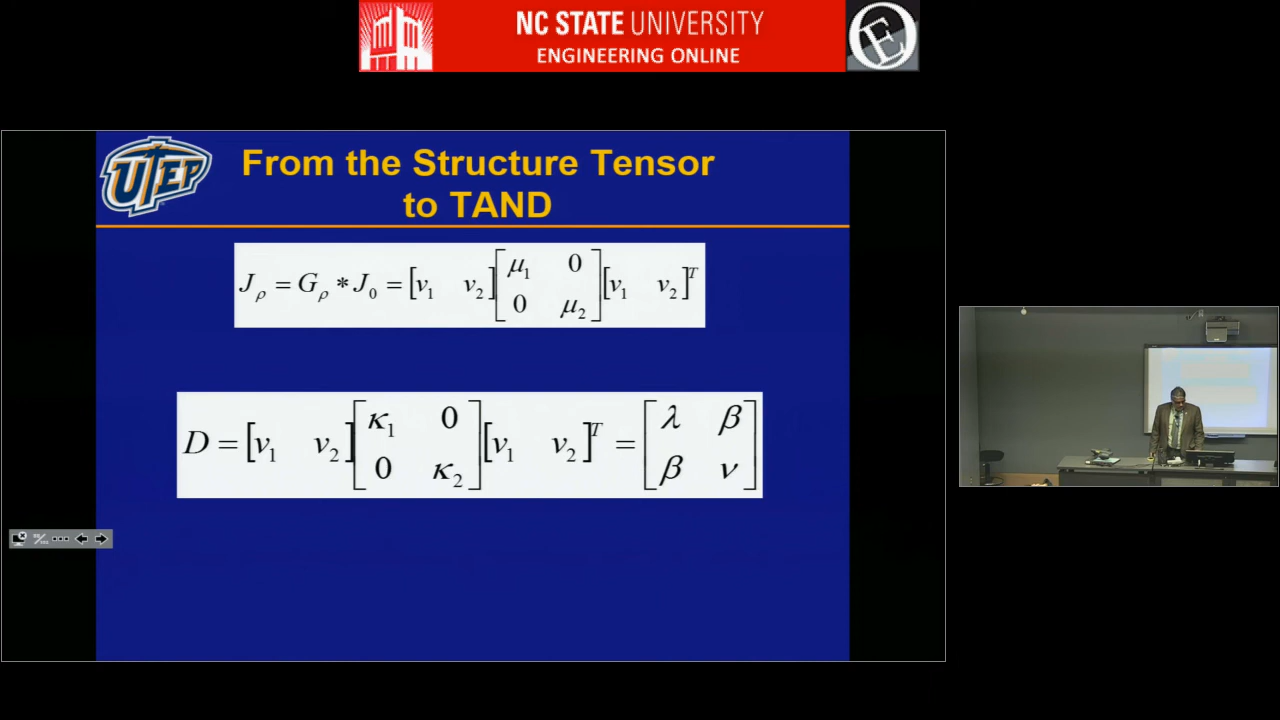 NC STATE UNIVERSITY
ENGINEERING ONLINE
UTEP
From the Structure Tensor
to TAND
J_ρ = G_ρ * J_0 = [v_1 v_2] [μ_1 0; 0 μ_2] [v_1 v_2]^T
D = [v_1 v_2] [κ_1 0; 0 κ_2] [v_1 v_2]^T = [λ β; β ν]